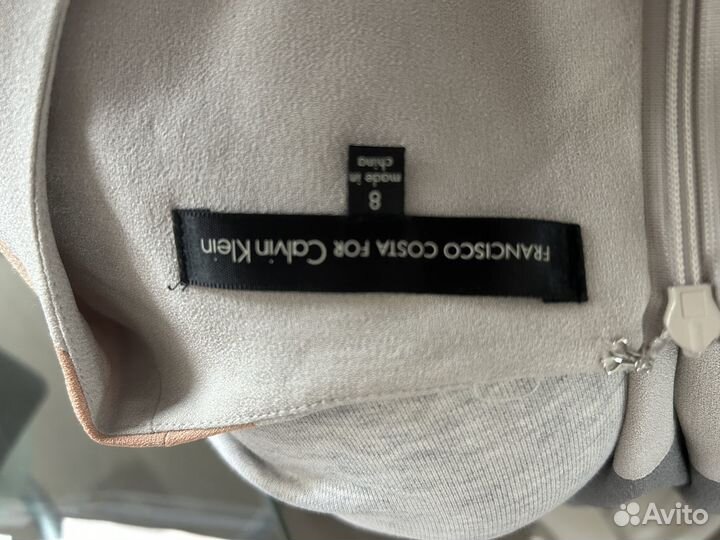 FRANCISCO COSTA FOR Calvin Klein
8
made in
china
Avito